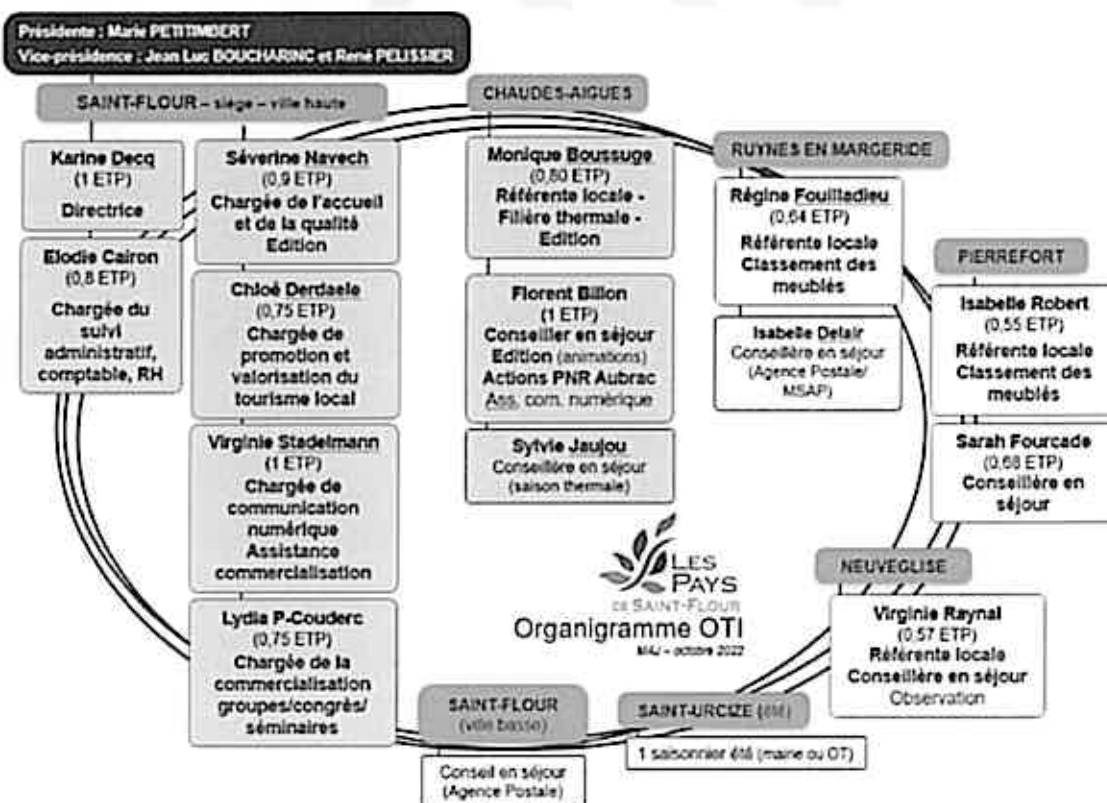 Présidente : Marie PETITIMBERT
Vice-présidence : Jean Luc BOUCHARINC et René PELISSIER
SAINT-FLOUR – siège – ville haute
Karine Decq
(1 ETP)
Directrice
Elodie Cairon
(0,8 ETP)
Chargée du
suivi
administratif,
comptable, RH
Séverine Navech
(0,9 ETP)
Chargée de l'accueil
et de la qualité
Edition
Chloé Derdaele
(0,75 ETP)
Chargée de
promotion et
valorisation du
tourisme local
Virginie Stadelmann
(1 ETP)
Chargée de
communication
numérique
Assistance
commercialisation
Lydia P-Couderc
(0,75 ETP)
Chargée de la
commercialisation
groupes/congrès/
séminaires
CHAUDES-AIGUES
Monique Boussuge
(0,80 ETP)
Référente locale -
Filière thermale -
Edition
Florent Billon
(1 ETP)
Conseiller en séjour
Edition (animations)
Actions PNR Aubrac
Ass. com. numérique
Sylvie Jaujou
Conseillère en séjour
(saison thermale)
RUYNES EN MARGERIDE
Régine Fouilladieu
(0,64 ETP)
Référente locale
Classement des
meublés
Isabelle Delair
Conseillère en séjour
(Agence Postale/
MSAP)
PIERREFORT
Isabelle Robert
(0,55 ETP)
Référente locale
Classement des
meublés
Sarah Fourcade
(0,68 ETP)
Conseillère en
séjour
NEUVEGLISE
Virginie Raynal
(0,57 ETP)
Référente locale
Conseillère en séjour
Observation
LES
PAYS
DE SAINT-FLOUR
Organigramme OTI
MAJ – octobre 2022
SAINT-FLOUR
(ville basse)
Conseil en séjour
(Agence Postale)
SAINT-URCIZE (été)
1 saisonnier été (mairie ou OT)